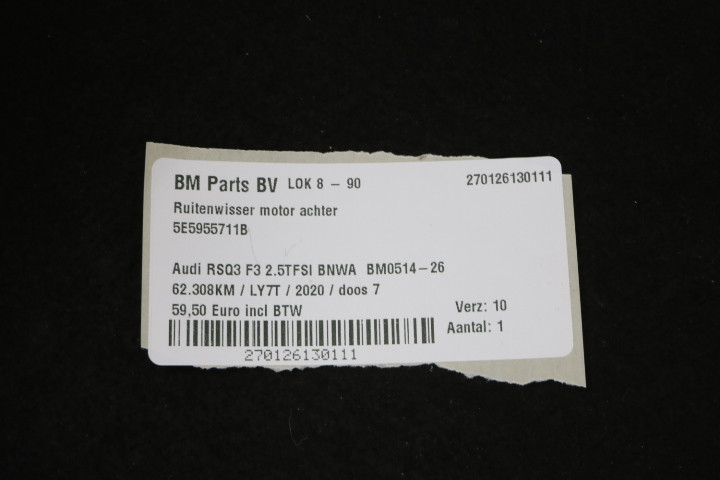 BM Parts BV LOK 8 - 90 270126130111
Ruitenwisser motor achter
5E5955711B
Audi RSQ3 F3 2.5TFSI BNWA BM0514-26
62.308KM / LY7T / 2020 / doos 7
59,50 Euro incl BTW Verz: 10
Aantal: 1
270126130111